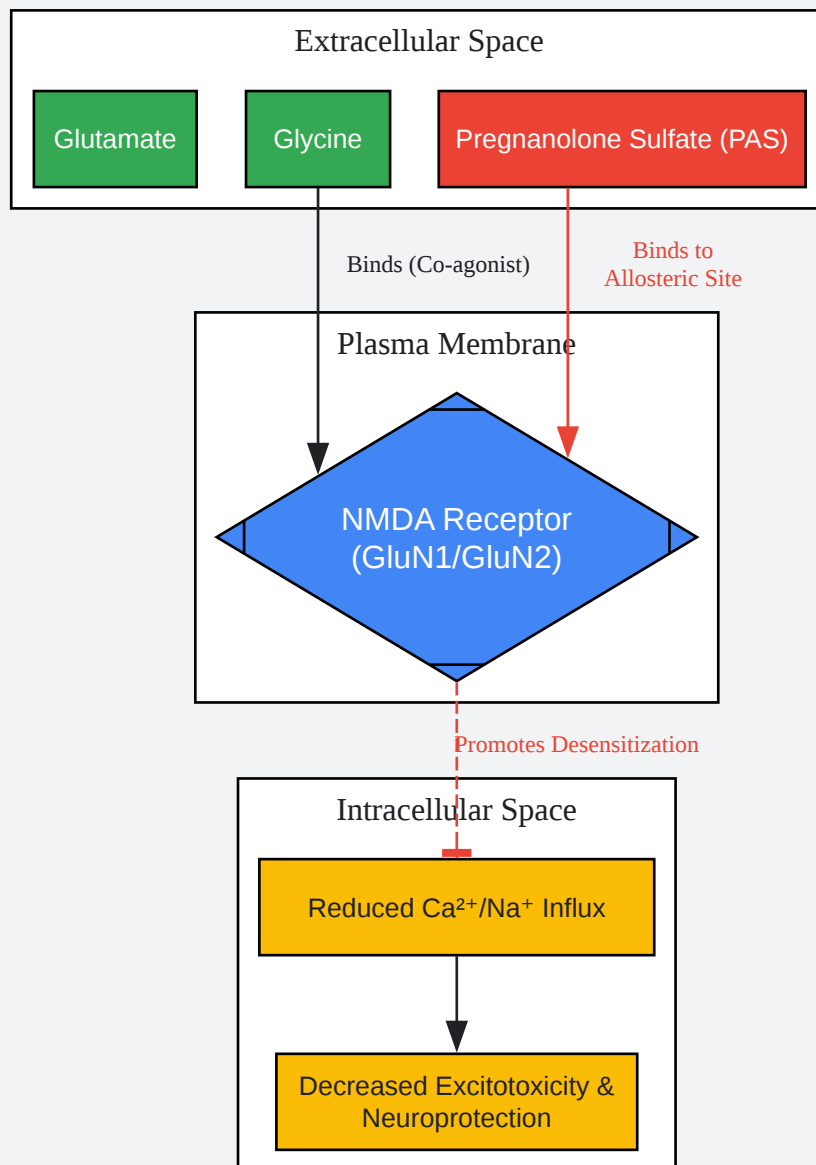 Extracellular Space
Glutamate
Glycine
Pregnanolone Sulfate (PAS)
Binds (Co-agonist)
Binds to
Allosteric Site
Plasma Membrane
NMDA Receptor
(GluN1/GluN2)
Promotes Desensitization
Intracellular Space
Reduced Ca²⁺/Na⁺ Influx
Decreased Excitotoxicity &
Neuroprotection